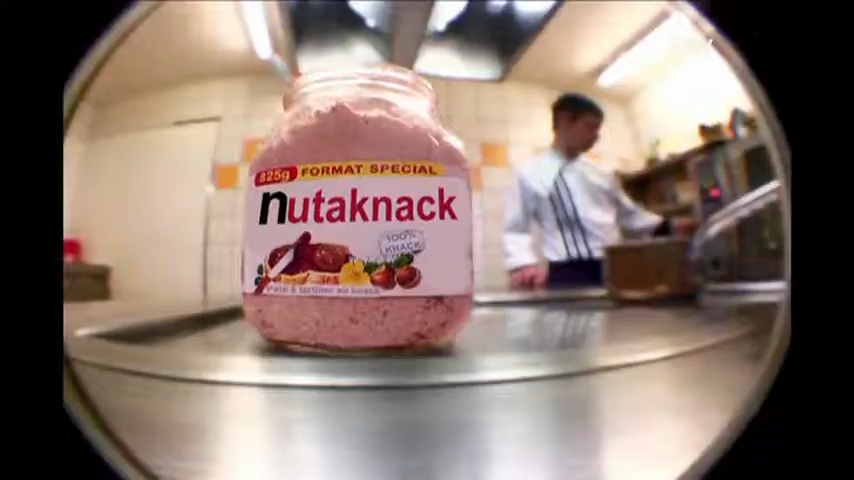 825g FORMAT SPECIAL
nutaknack
100%
KNACK
Pâte à tartiner au knack